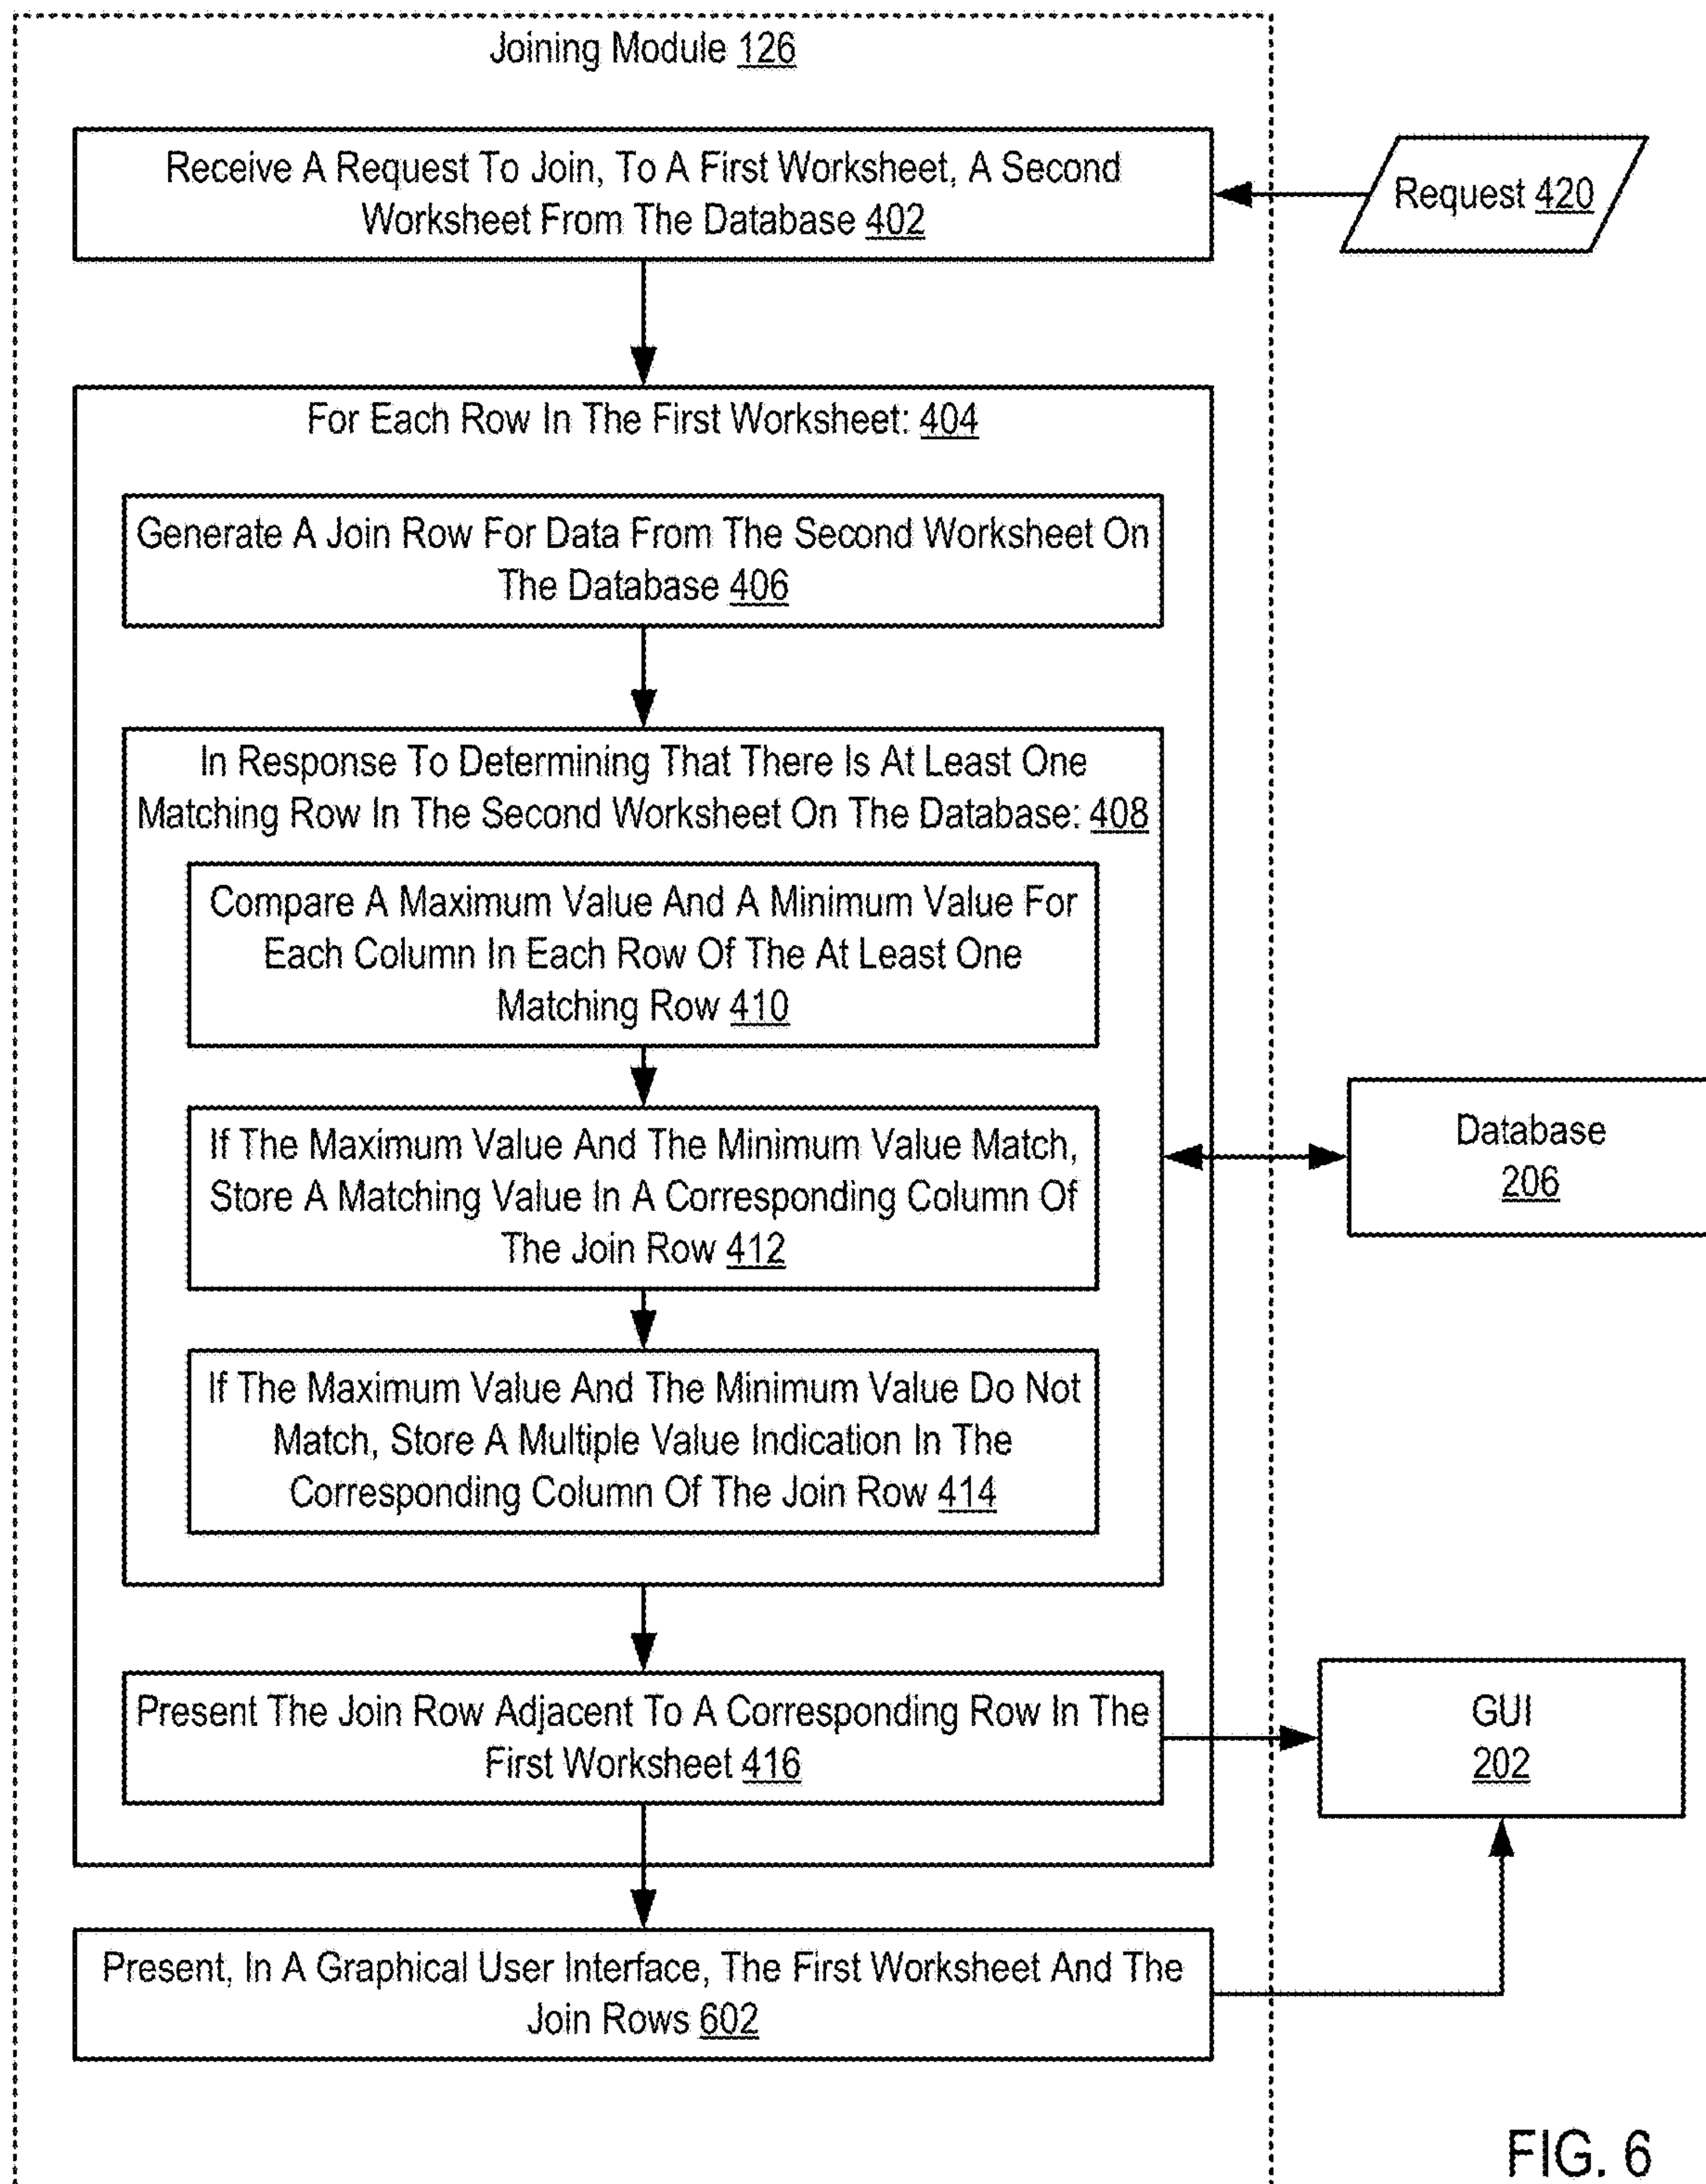 Joining Module 126
Receive A Request To Join, To A First Worksheet, A Second
Worksheet From The Database 402
Request 420
For Each Row In The First Worksheet: 404
Generate A Join Row For Data From The Second Worksheet On
The Database 406
In Response To Determining That There Is At Least One
Matching Row In The Second Worksheet On The Database: 408
Compare A Maximum Value And A Minimum Value For
Each Column In Each Row Of The At Least One
Matching Row 410
If The Maximum Value And The Minimum Value Match,
Store A Matching Value In A Corresponding Column Of
The Join Row 412
Database
206
If The Maximum Value And The Minimum Value Do Not
Match, Store A Multiple Value Indication In The
Corresponding Column Of The Join Row 414
Present The Join Row Adjacent To A Corresponding Row In The
First Worksheet 416
GUI
202
Present, In A Graphical User Interface, The First Worksheet And The
Join Rows 602
FIG. 6